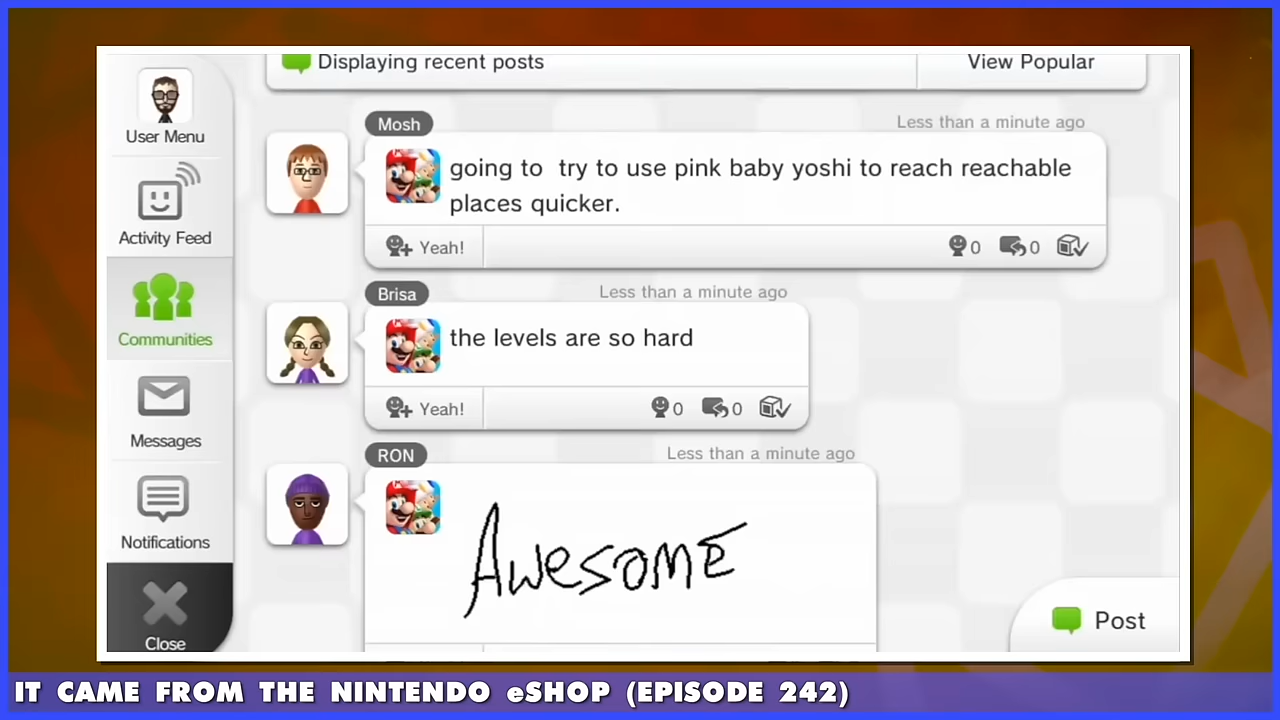 Displaying recent posts
View Popular
User Menu
Mosh
Less than a minute ago
going to try to use pink baby yoshi to reach reachable
places quicker.
Yeah!
0
0
Activity Feed
Brisa
Less than a minute ago
the levels are so hard
Yeah!
0
0
Communities
Messages
RON
Less than a minute ago
AWESOME
Notifications
Close
Post
IT CAME FROM THE NINTENDO eSHOP (EPISODE 242)